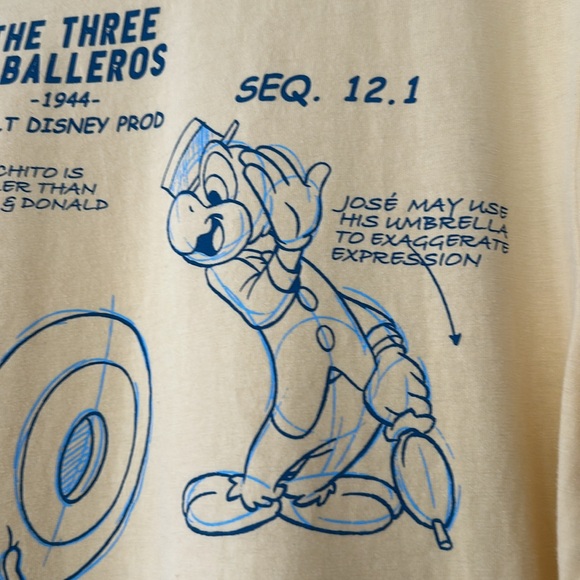 THE THREE
BALLEROS
-1944-
.T DISNEY PROD
CHITO IS
ER THAN
& DONALD
SEQ. 12.1
JOSÉ MAY USE
HIS UMBRELLA
TO EXAGGERATE
EXPRESSION